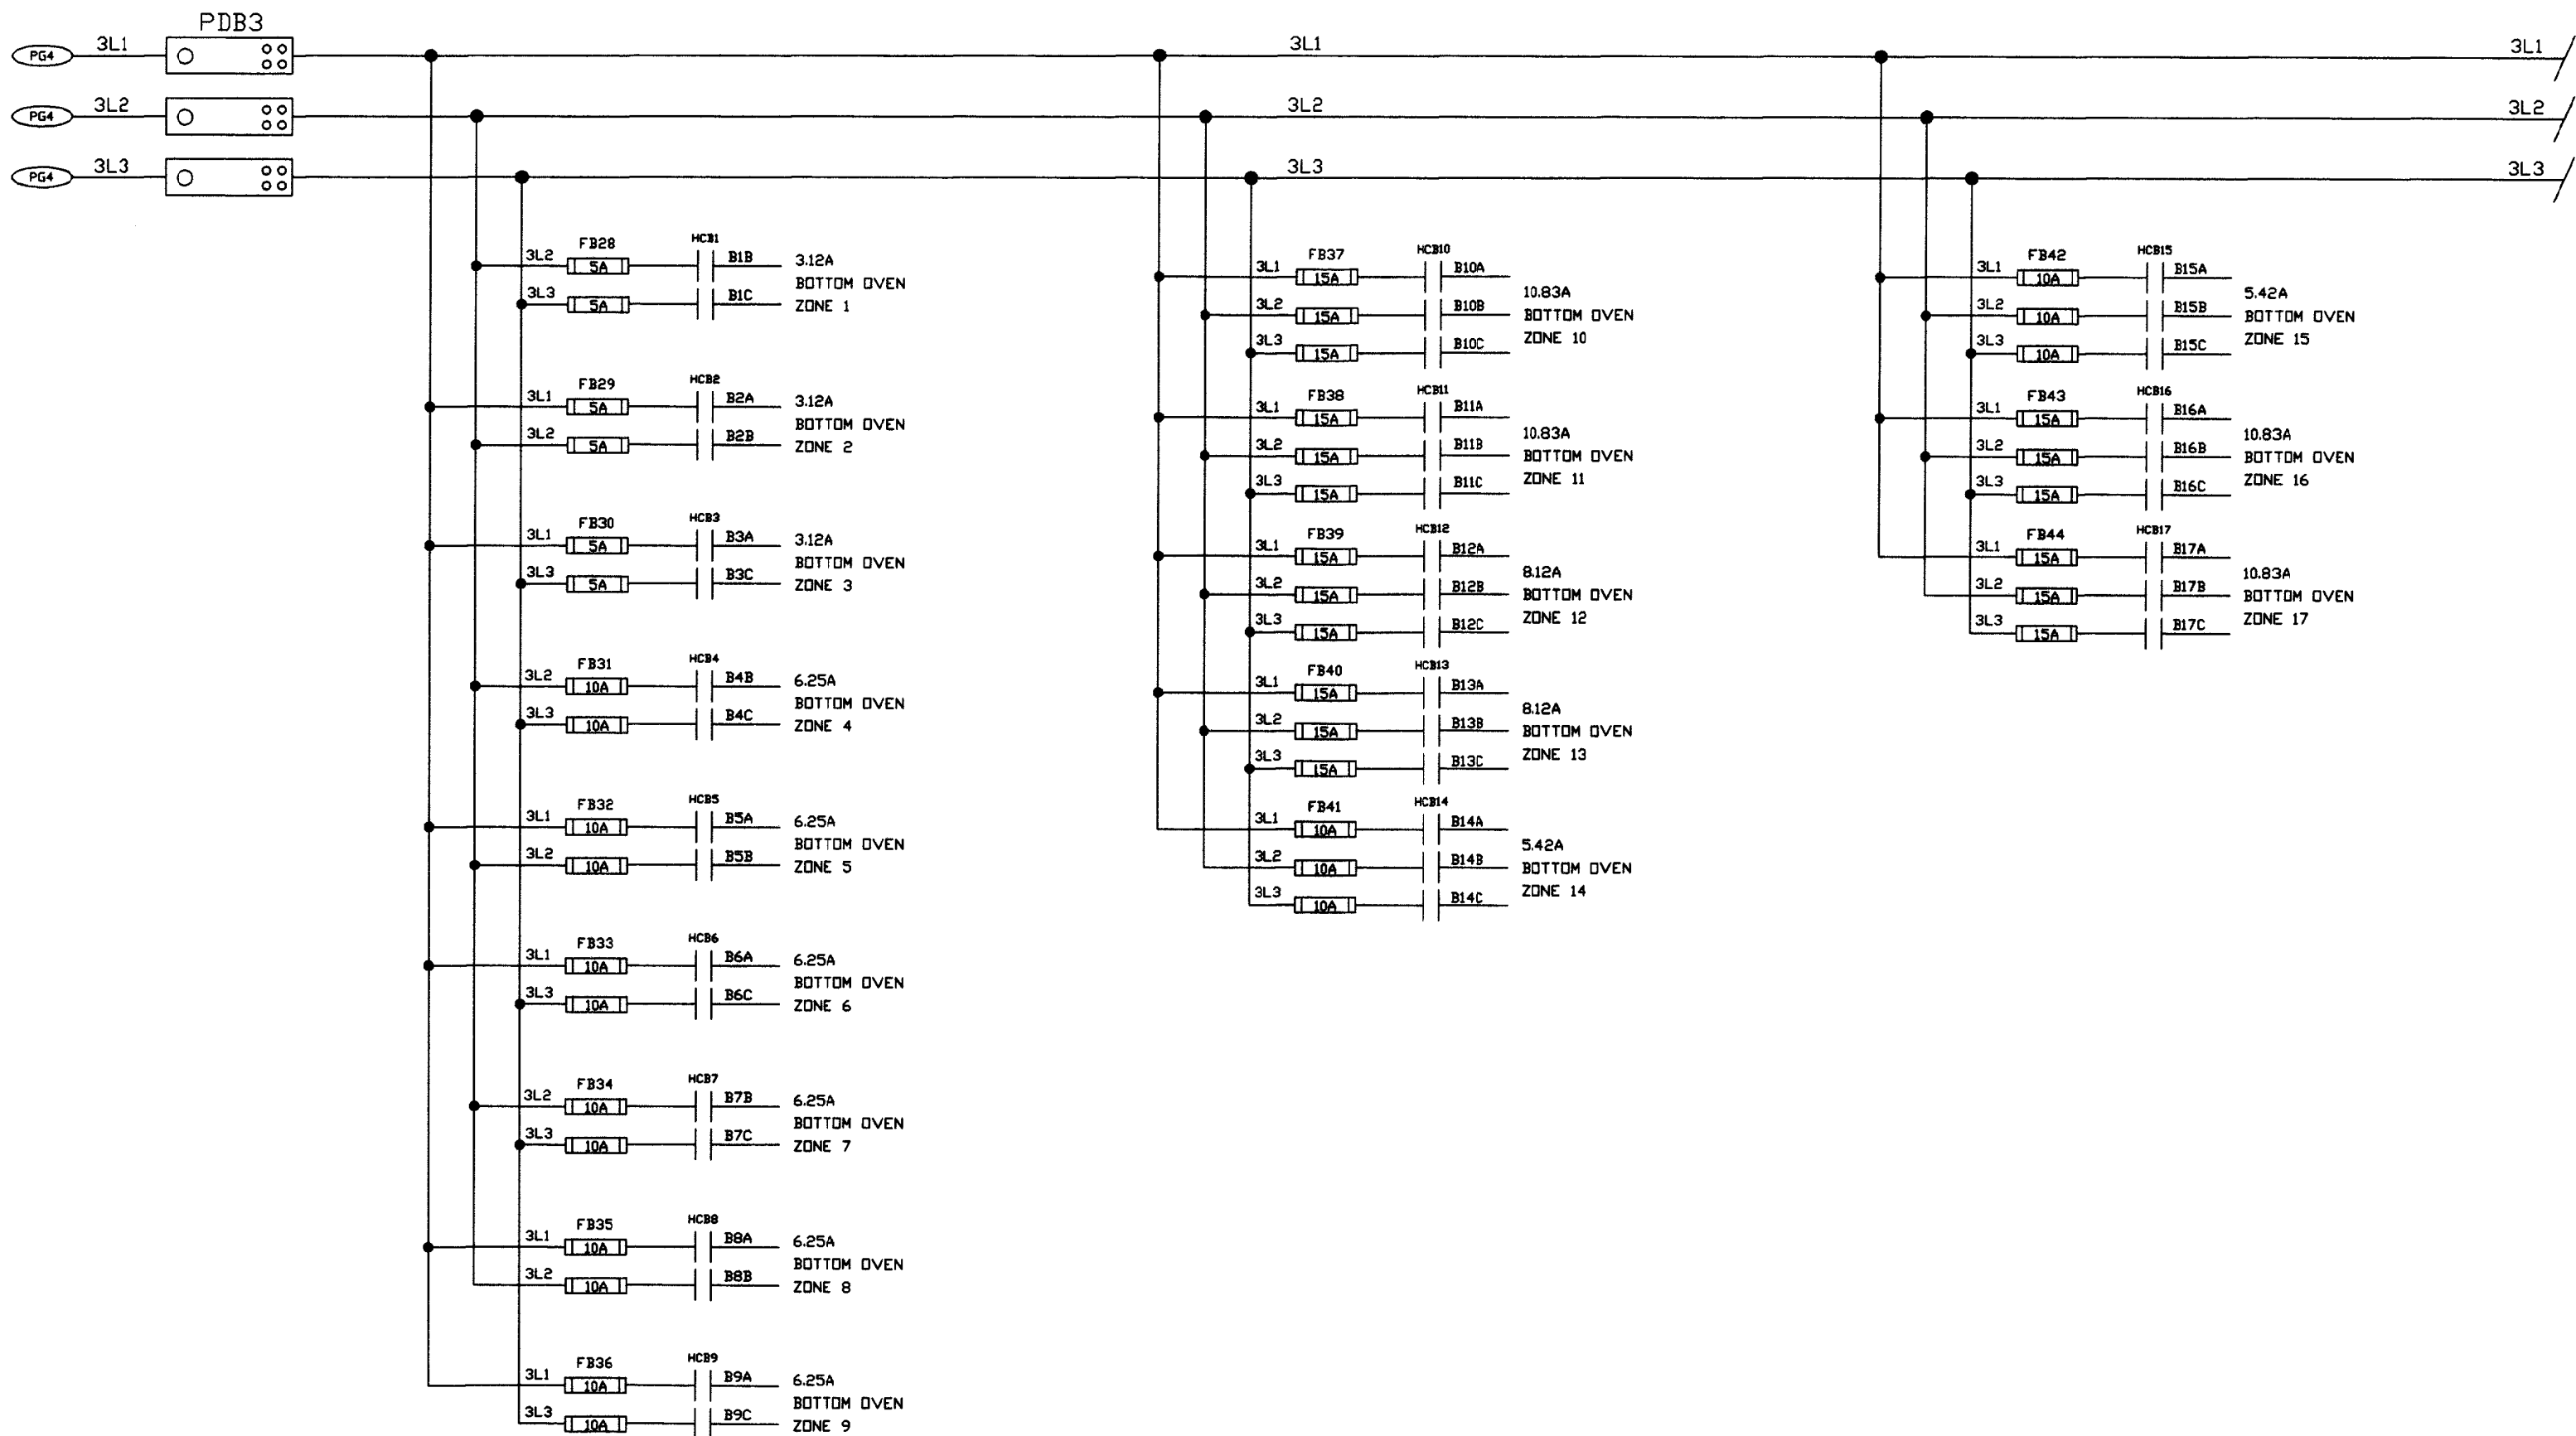 PDB3
PG4 3L1 3L1 3L1
PG4 3L2 3L2 3L2
PG4 3L3 3L3 3L3
FB28 HCB1
3L2 5A B1B 3.12A
BOTTOM OVEN
3L3 5A B1C ZONE 1
FB29 HCB2
3L1 5A B2A 3.12A
BOTTOM OVEN
3L2 5A B2B ZONE 2
FB30 HCB3
3L1 5A B3A 3.12A
BOTTOM OVEN
3L3 5A B3C ZONE 3
FB31 HCB4
3L2 10A B4B 6.25A
BOTTOM OVEN
3L3 10A B4C ZONE 4
FB32 HCB5
3L1 10A B5A 6.25A
BOTTOM OVEN
3L2 10A B5B ZONE 5
FB33 HCB6
3L1 10A B6A 6.25A
BOTTOM OVEN
3L3 10A B6C ZONE 6
FB34 HCB7
3L2 10A B7B 6.25A
BOTTOM OVEN
3L3 10A B7C ZONE 7
FB35 HCB8
3L1 10A B8A 6.25A
BOTTOM OVEN
3L2 10A B8B ZONE 8
FB36 HCB9
3L1 10A B9A 6.25A
BOTTOM OVEN
3L3 10A B9C ZONE 9
FB37 HCB10
3L1 15A B10A
10.83A
3L2 15A B10B BOTTOM OVEN
ZONE 10
3L3 15A B10C
FB38 HCB11
3L1 15A B11A
10.83A
3L2 15A B11B BOTTOM OVEN
ZONE 11
3L3 15A B11C
FB39 HCB12
3L1 15A B12A
8.12A
3L2 15A B12B BOTTOM OVEN
ZONE 12
3L3 15A B12C
FB40 HCB13
3L1 15A B13A
8.12A
3L2 15A B13B BOTTOM OVEN
ZONE 13
3L3 15A B13C
FB41 HCB14
3L1 10A B14A
5.42A
3L2 10A B14B BOTTOM OVEN
ZONE 14
3L3 10A B14C
FB42 HCB15
3L1 10A B15A
5.42A
3L2 10A B15B BOTTOM OVEN
ZONE 15
3L3 10A B15C
FB43 HCB16
3L1 15A B16A
10.83A
3L2 15A B16B BOTTOM OVEN
ZONE 16
3L3 15A B16C
FB44 HCB17
3L1 15A B17A
10.83A
3L2 15A B17B BOTTOM OVEN
ZONE 17
3L3 15A B17C